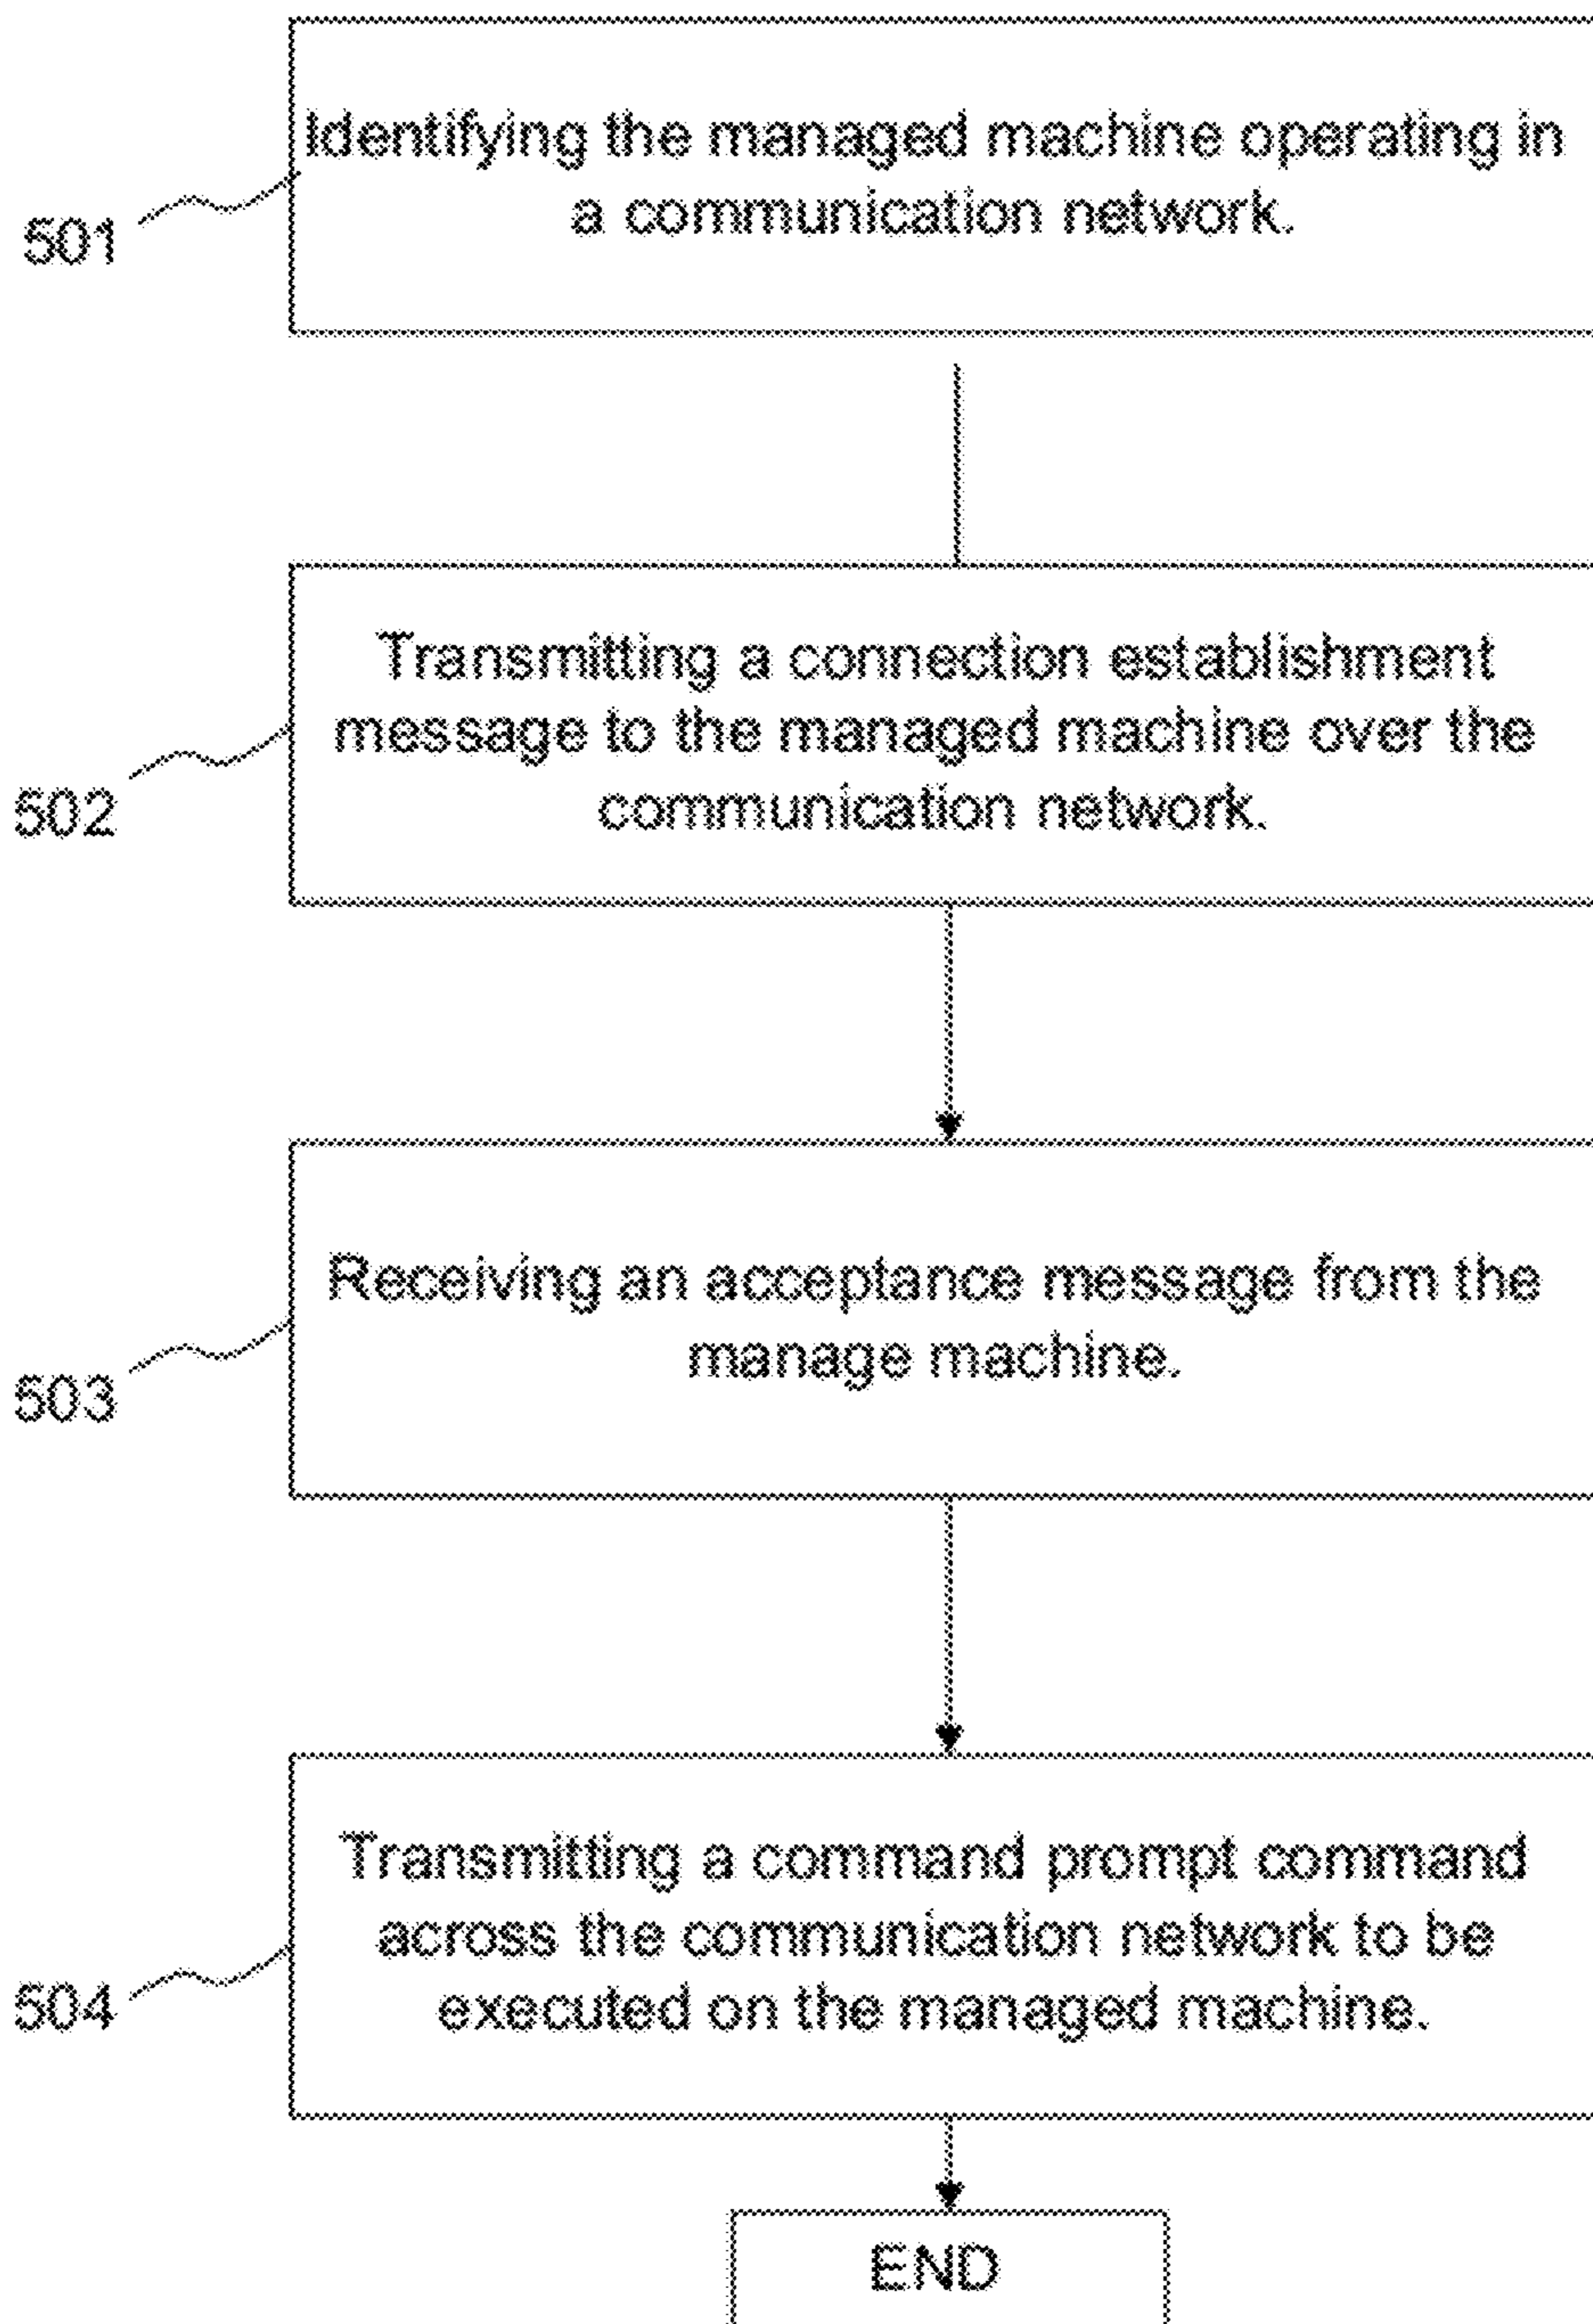 Identifying the managed machine operating in
a communication network.
501
Transmitting a connection establishment
message to the managed machine over the
communication network.
502
Receiving an acceptance message from the
manage machine.
503
Transmitting a command prompt command
across the communication network to be
executed on the managed machine.
504
END